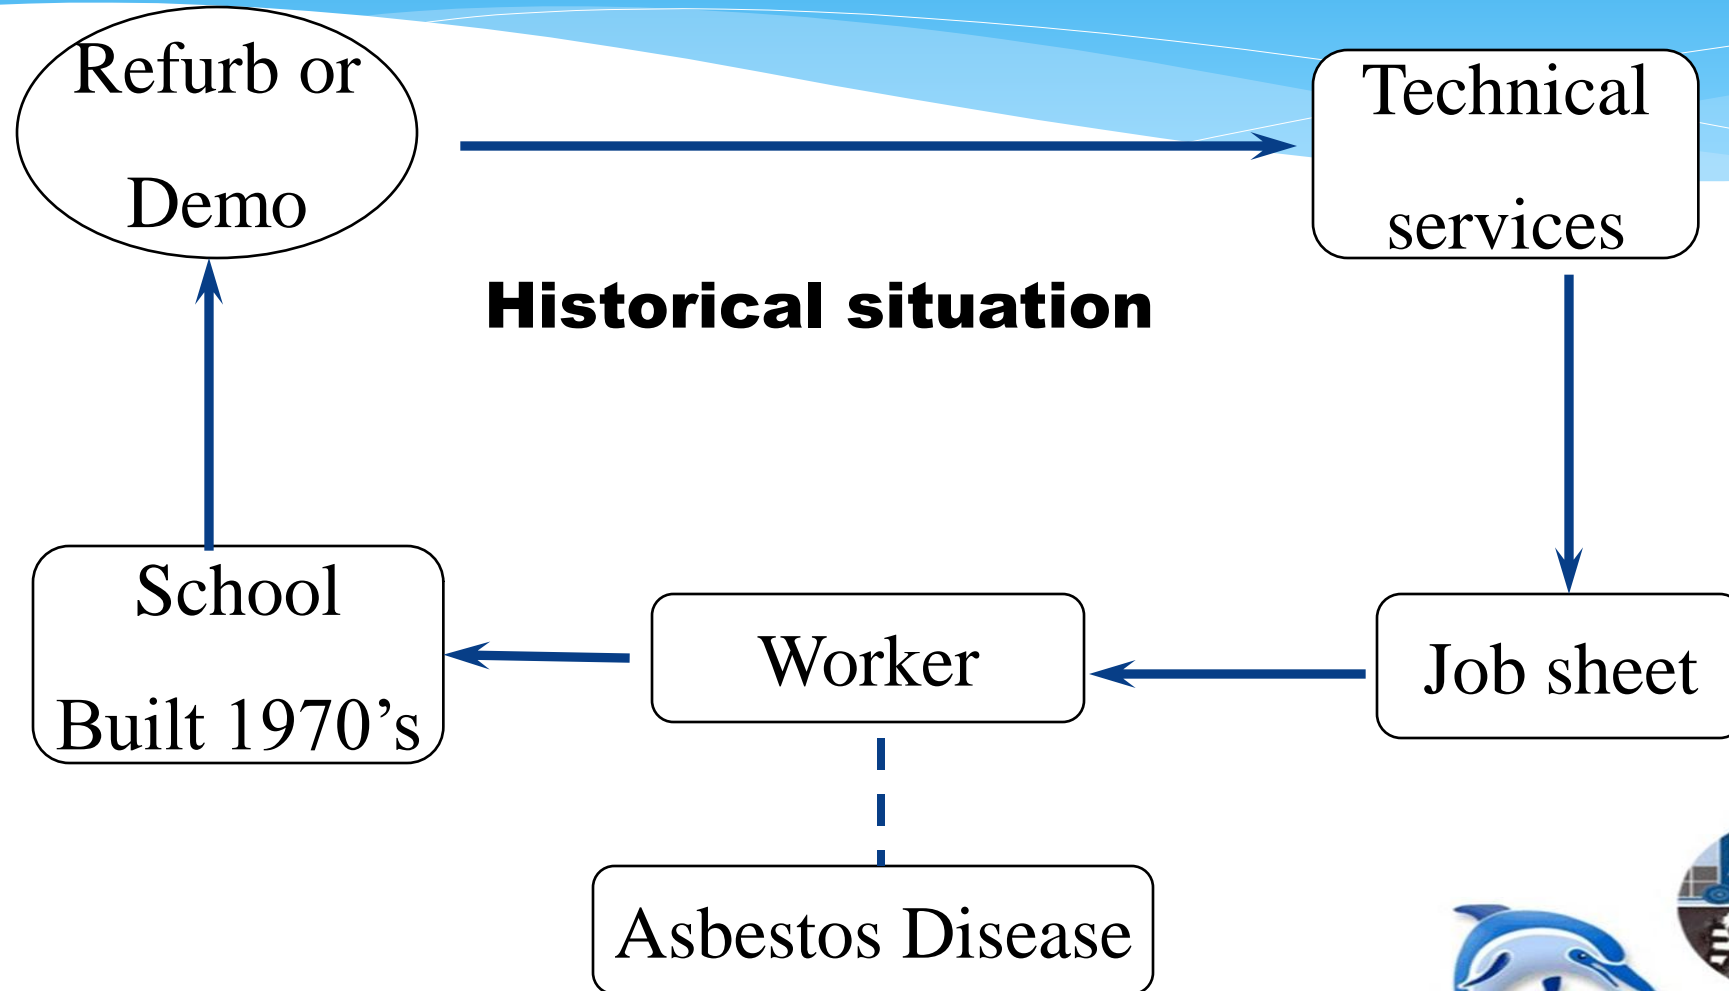 Refurb or
Demo
Technical
services
Historical situation
School
Built 1970’s
Worker
Job sheet
Asbestos Disease